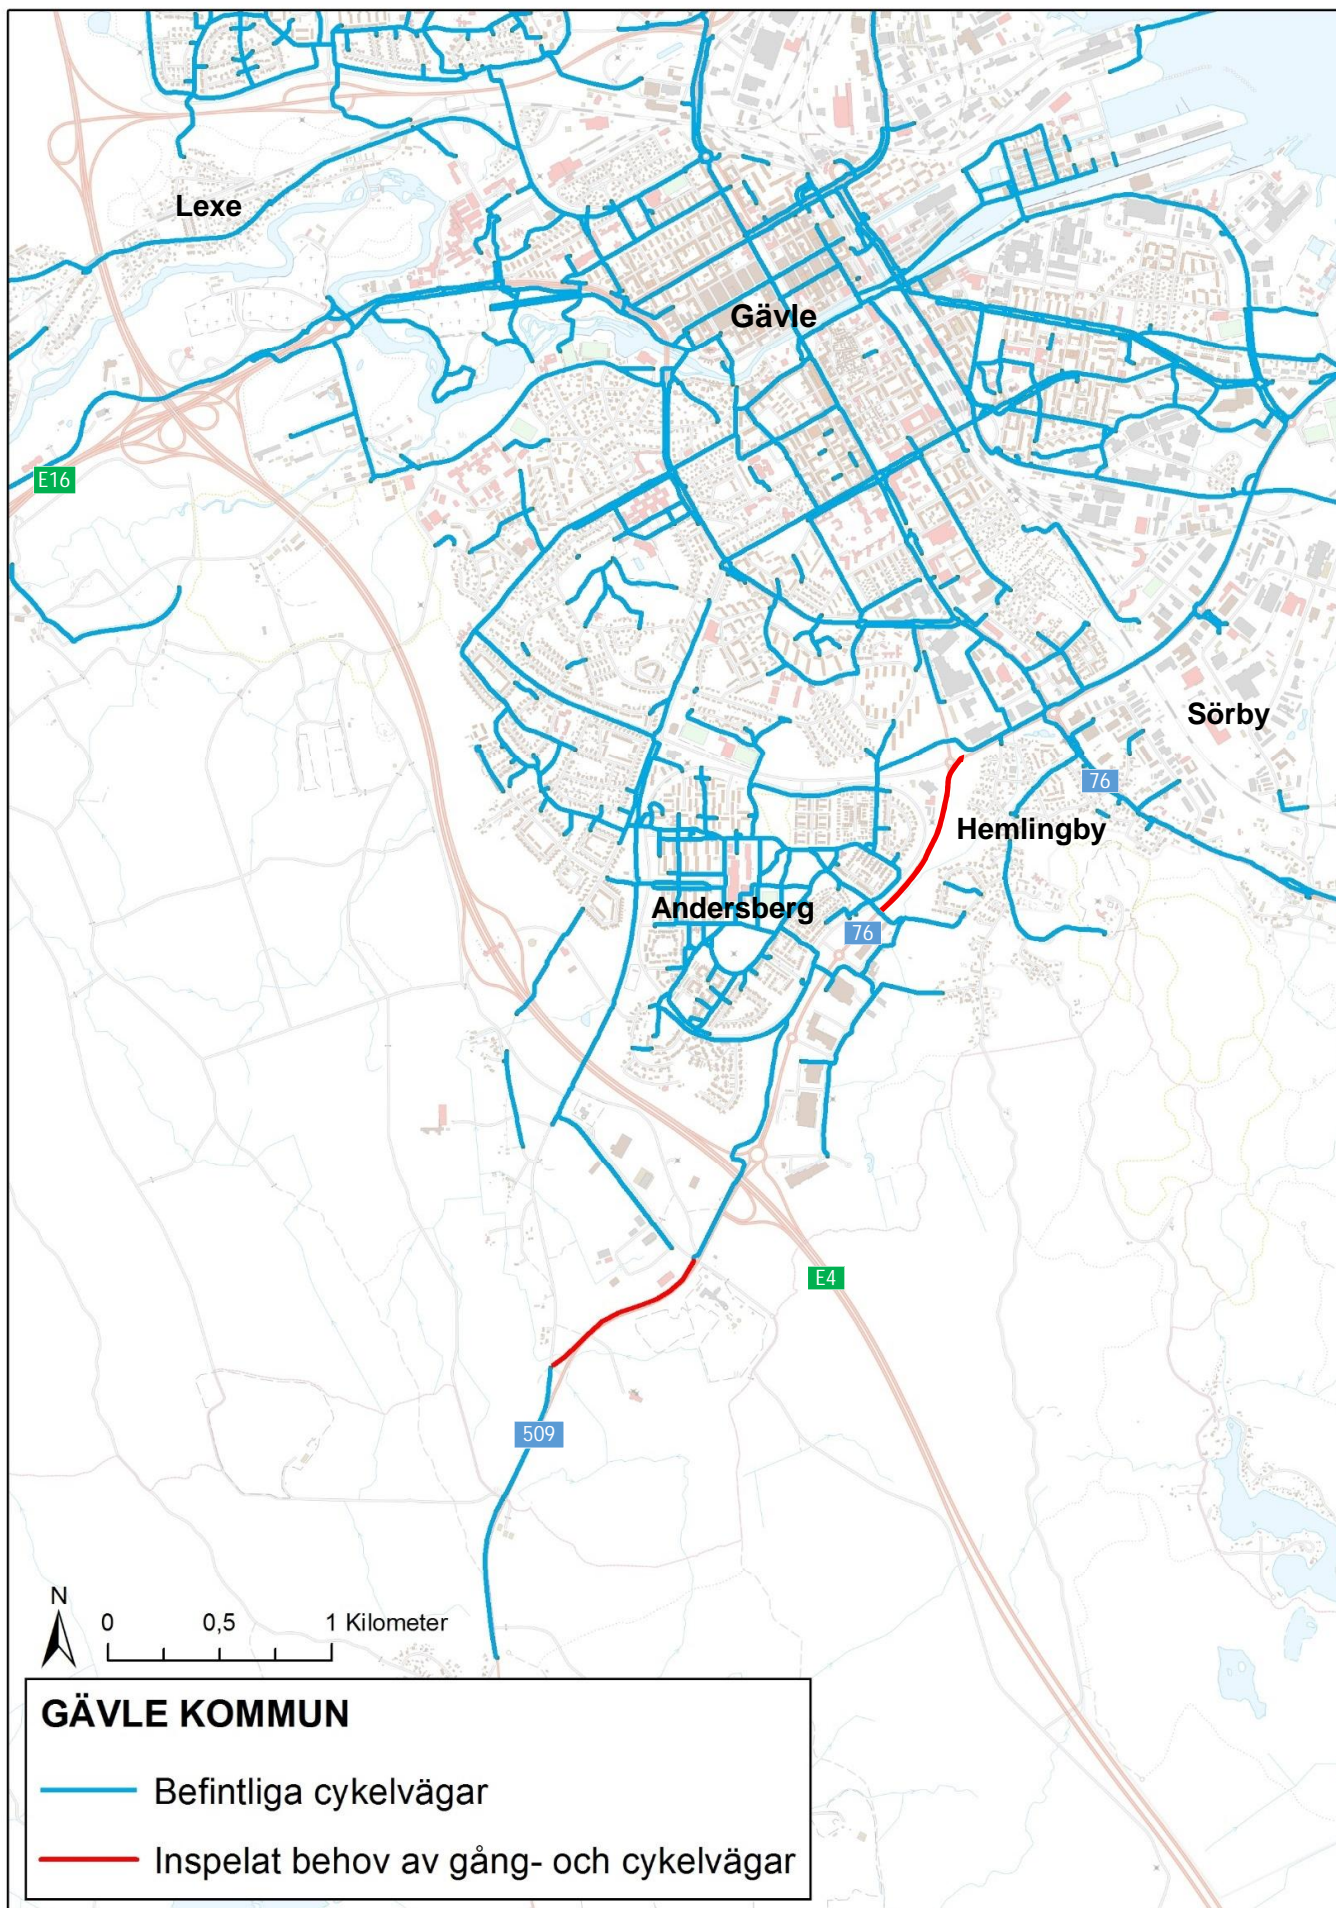 Lexe
Gävle
E16
Sörby
76
Hemlingby
Andersberg
76
E4
509
N
0 0,5 1 Kilometer
GÄVLE KOMMUN
Befintliga cykelvägar
Inspelat behov av gång- och cykelvägar